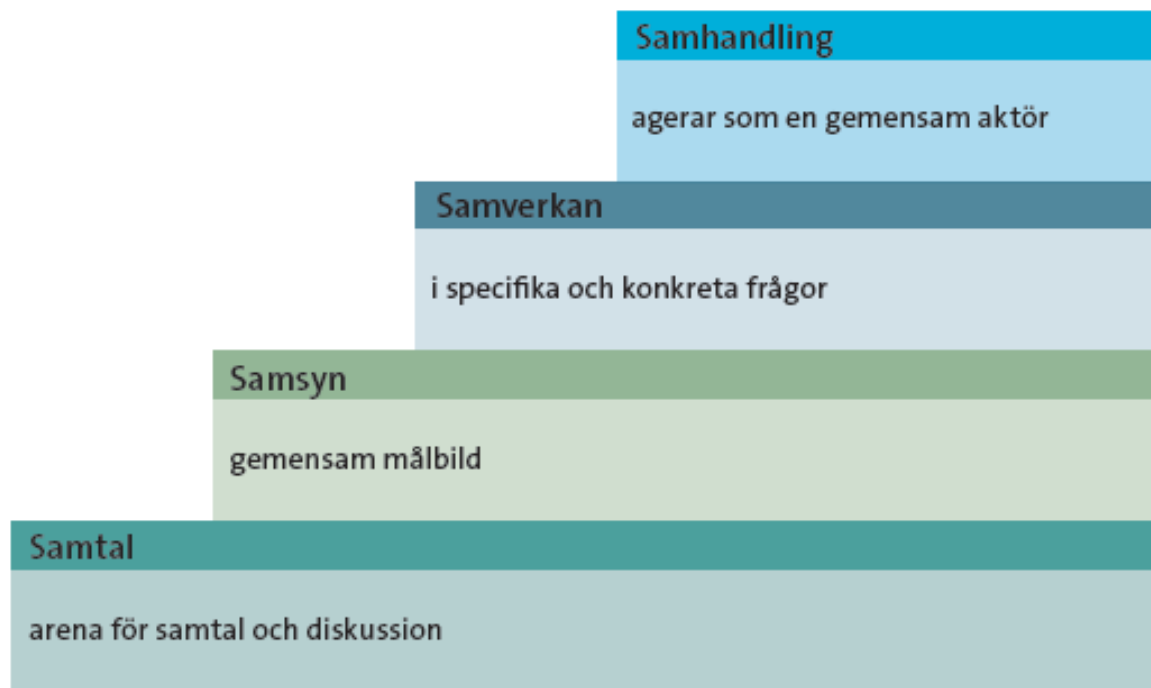 Samhandling
agerar som en gemensam aktör
Samverkan
i specifika och konkreta frågor
Samsyn
gemensam målbild
Samtal
arena för samtal och diskussion